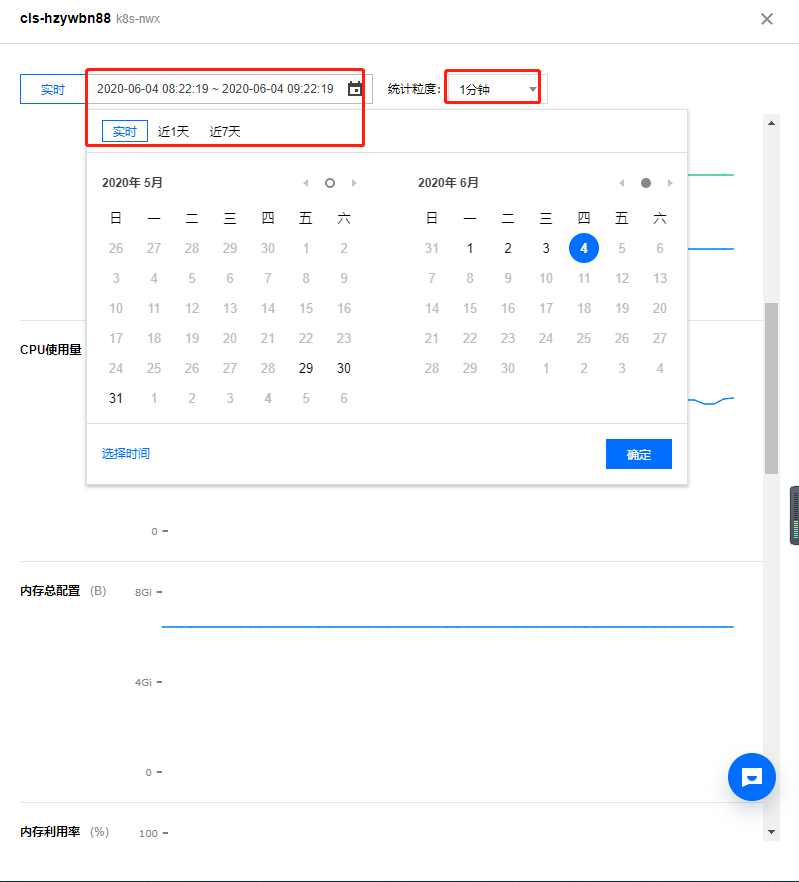 cls-hzywbn88 k8s-nwx
实时 2020-06-04 08:22:19 ~ 2020-06-04 09:22:19 统计粒度： 1分钟
实时 近1天 近7天
2020年 5月
日 一 二 三 四 五 六
26 27 28 29 30 1 2
3 4 5 6 7 8 9
10 11 12 13 14 15 16
17 18 19 20 21 22 23
24 25 26 27 28 29 30
31 1 2 3 4 5 6
2020年 6月
日 一 二 三 四 五 六
31 1 2 3 4 5 6
7 8 9 10 11 12 13
14 15 16 17 18 19 20
21 22 23 24 25 26 27
28 29 30 1 2 3 4
选择时间 确定
CPU使用量
0
内存总配置 (B) 8Gi
4Gi
0
内存利用率 (%) 100